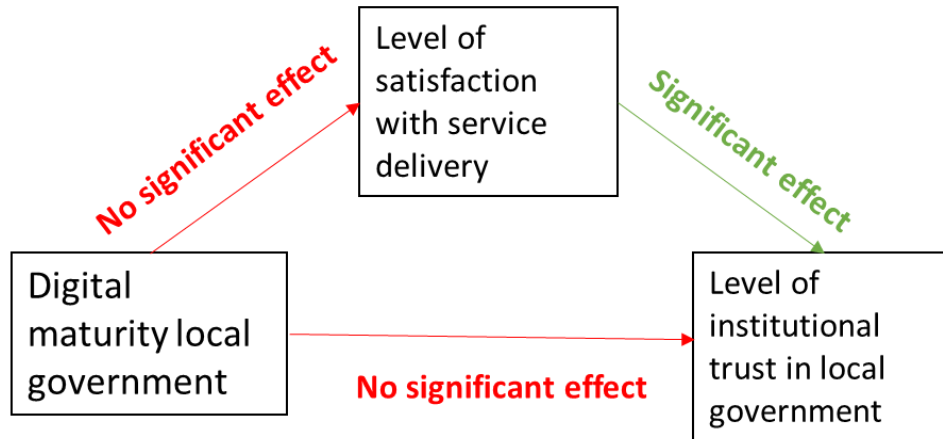 Level of
satisfaction
with service
delivery
No significant effect
Significant effect
Digital
maturity local
government
No significant effect
Level of
institutional
trust in local
government